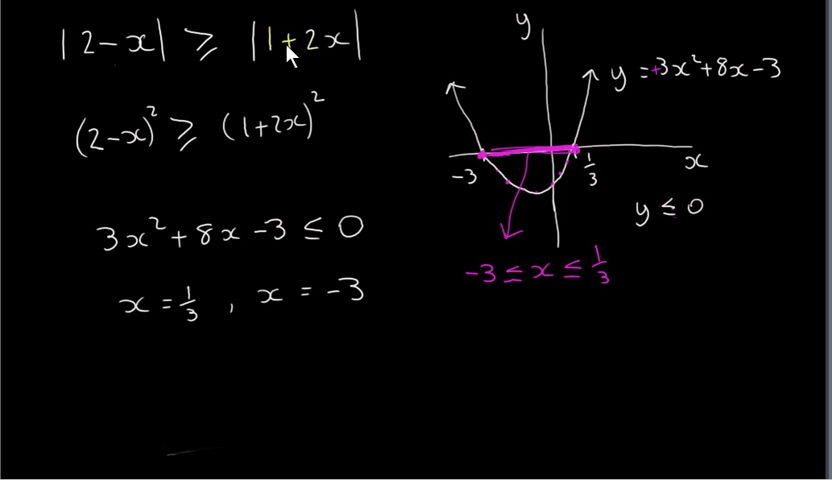 |2-x| ≥ |1+2x|
(2-x)² ≥ (1+2x)²
3x²+8x-3 ≤ 0
x = 1/3, x = -3
y
y = +3x²+8x-3
-3
1/3
x
y ≤ 0
-3 ≤ x ≤ 1/3